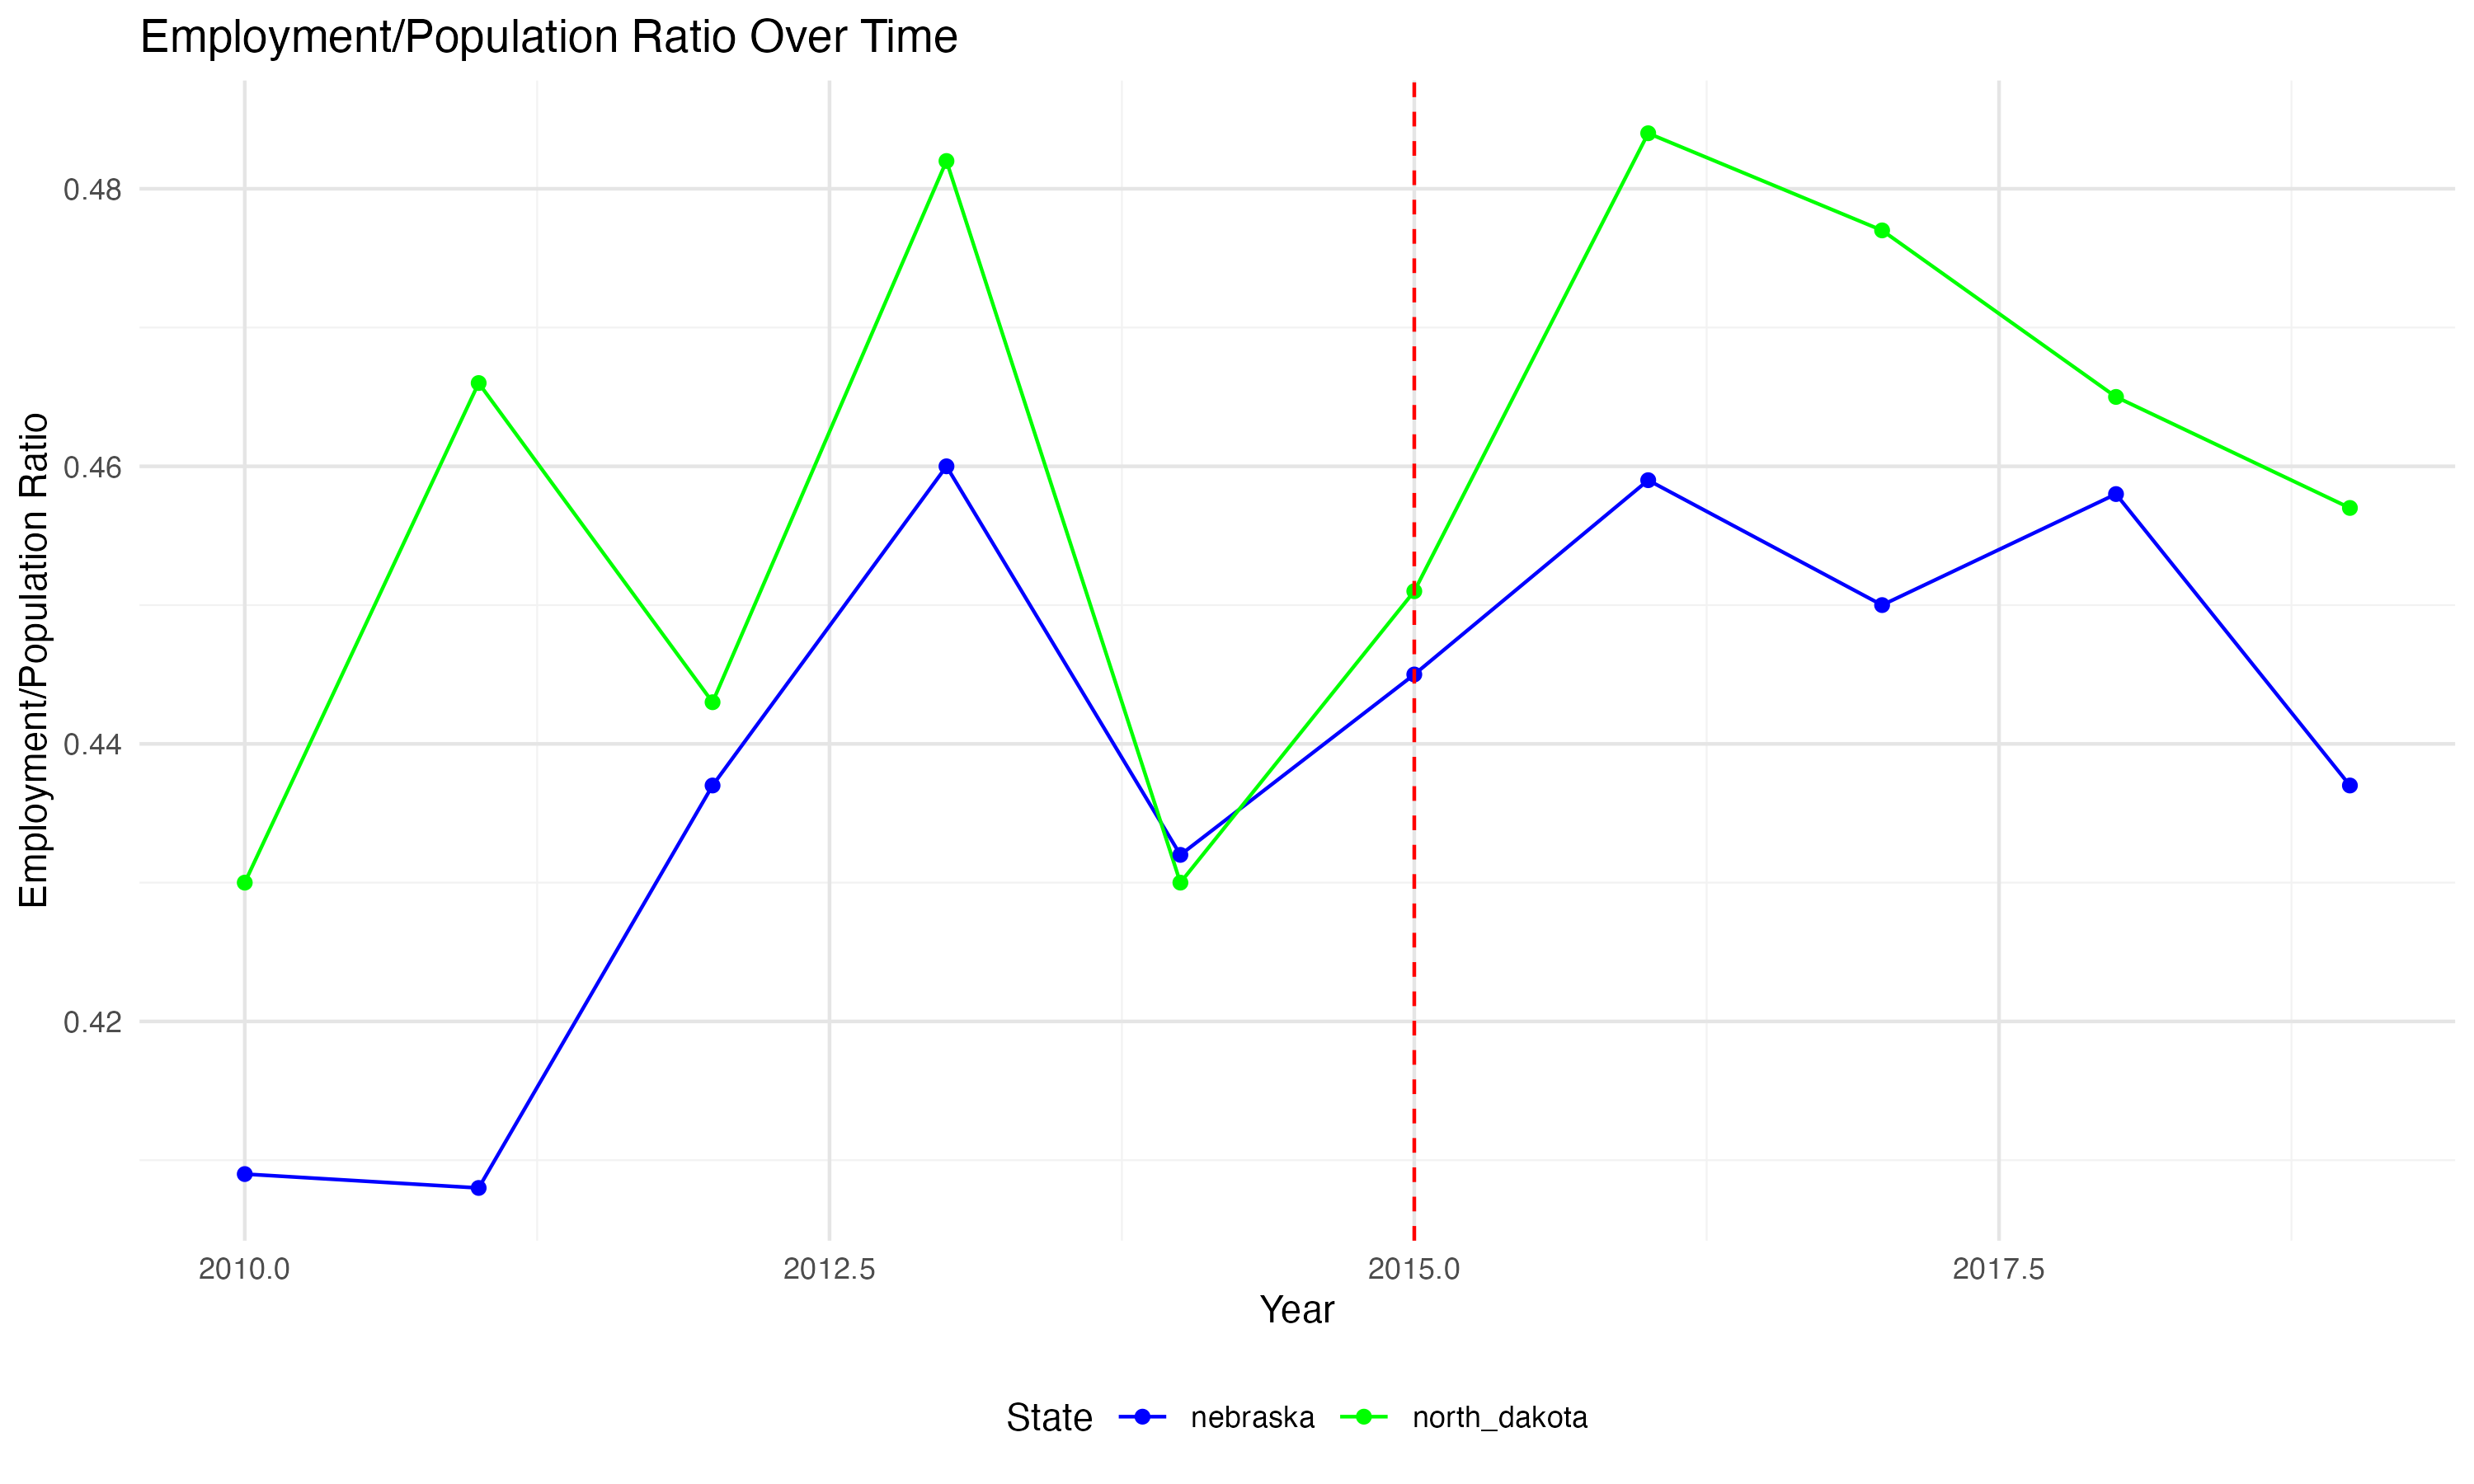 Employment/Population Ratio Over Time
Employment/Population Ratio
0.48
0.46
0.44
0.42
2010.0 2012.5 2015.0 2017.5
Year
State nebraska north_dakota